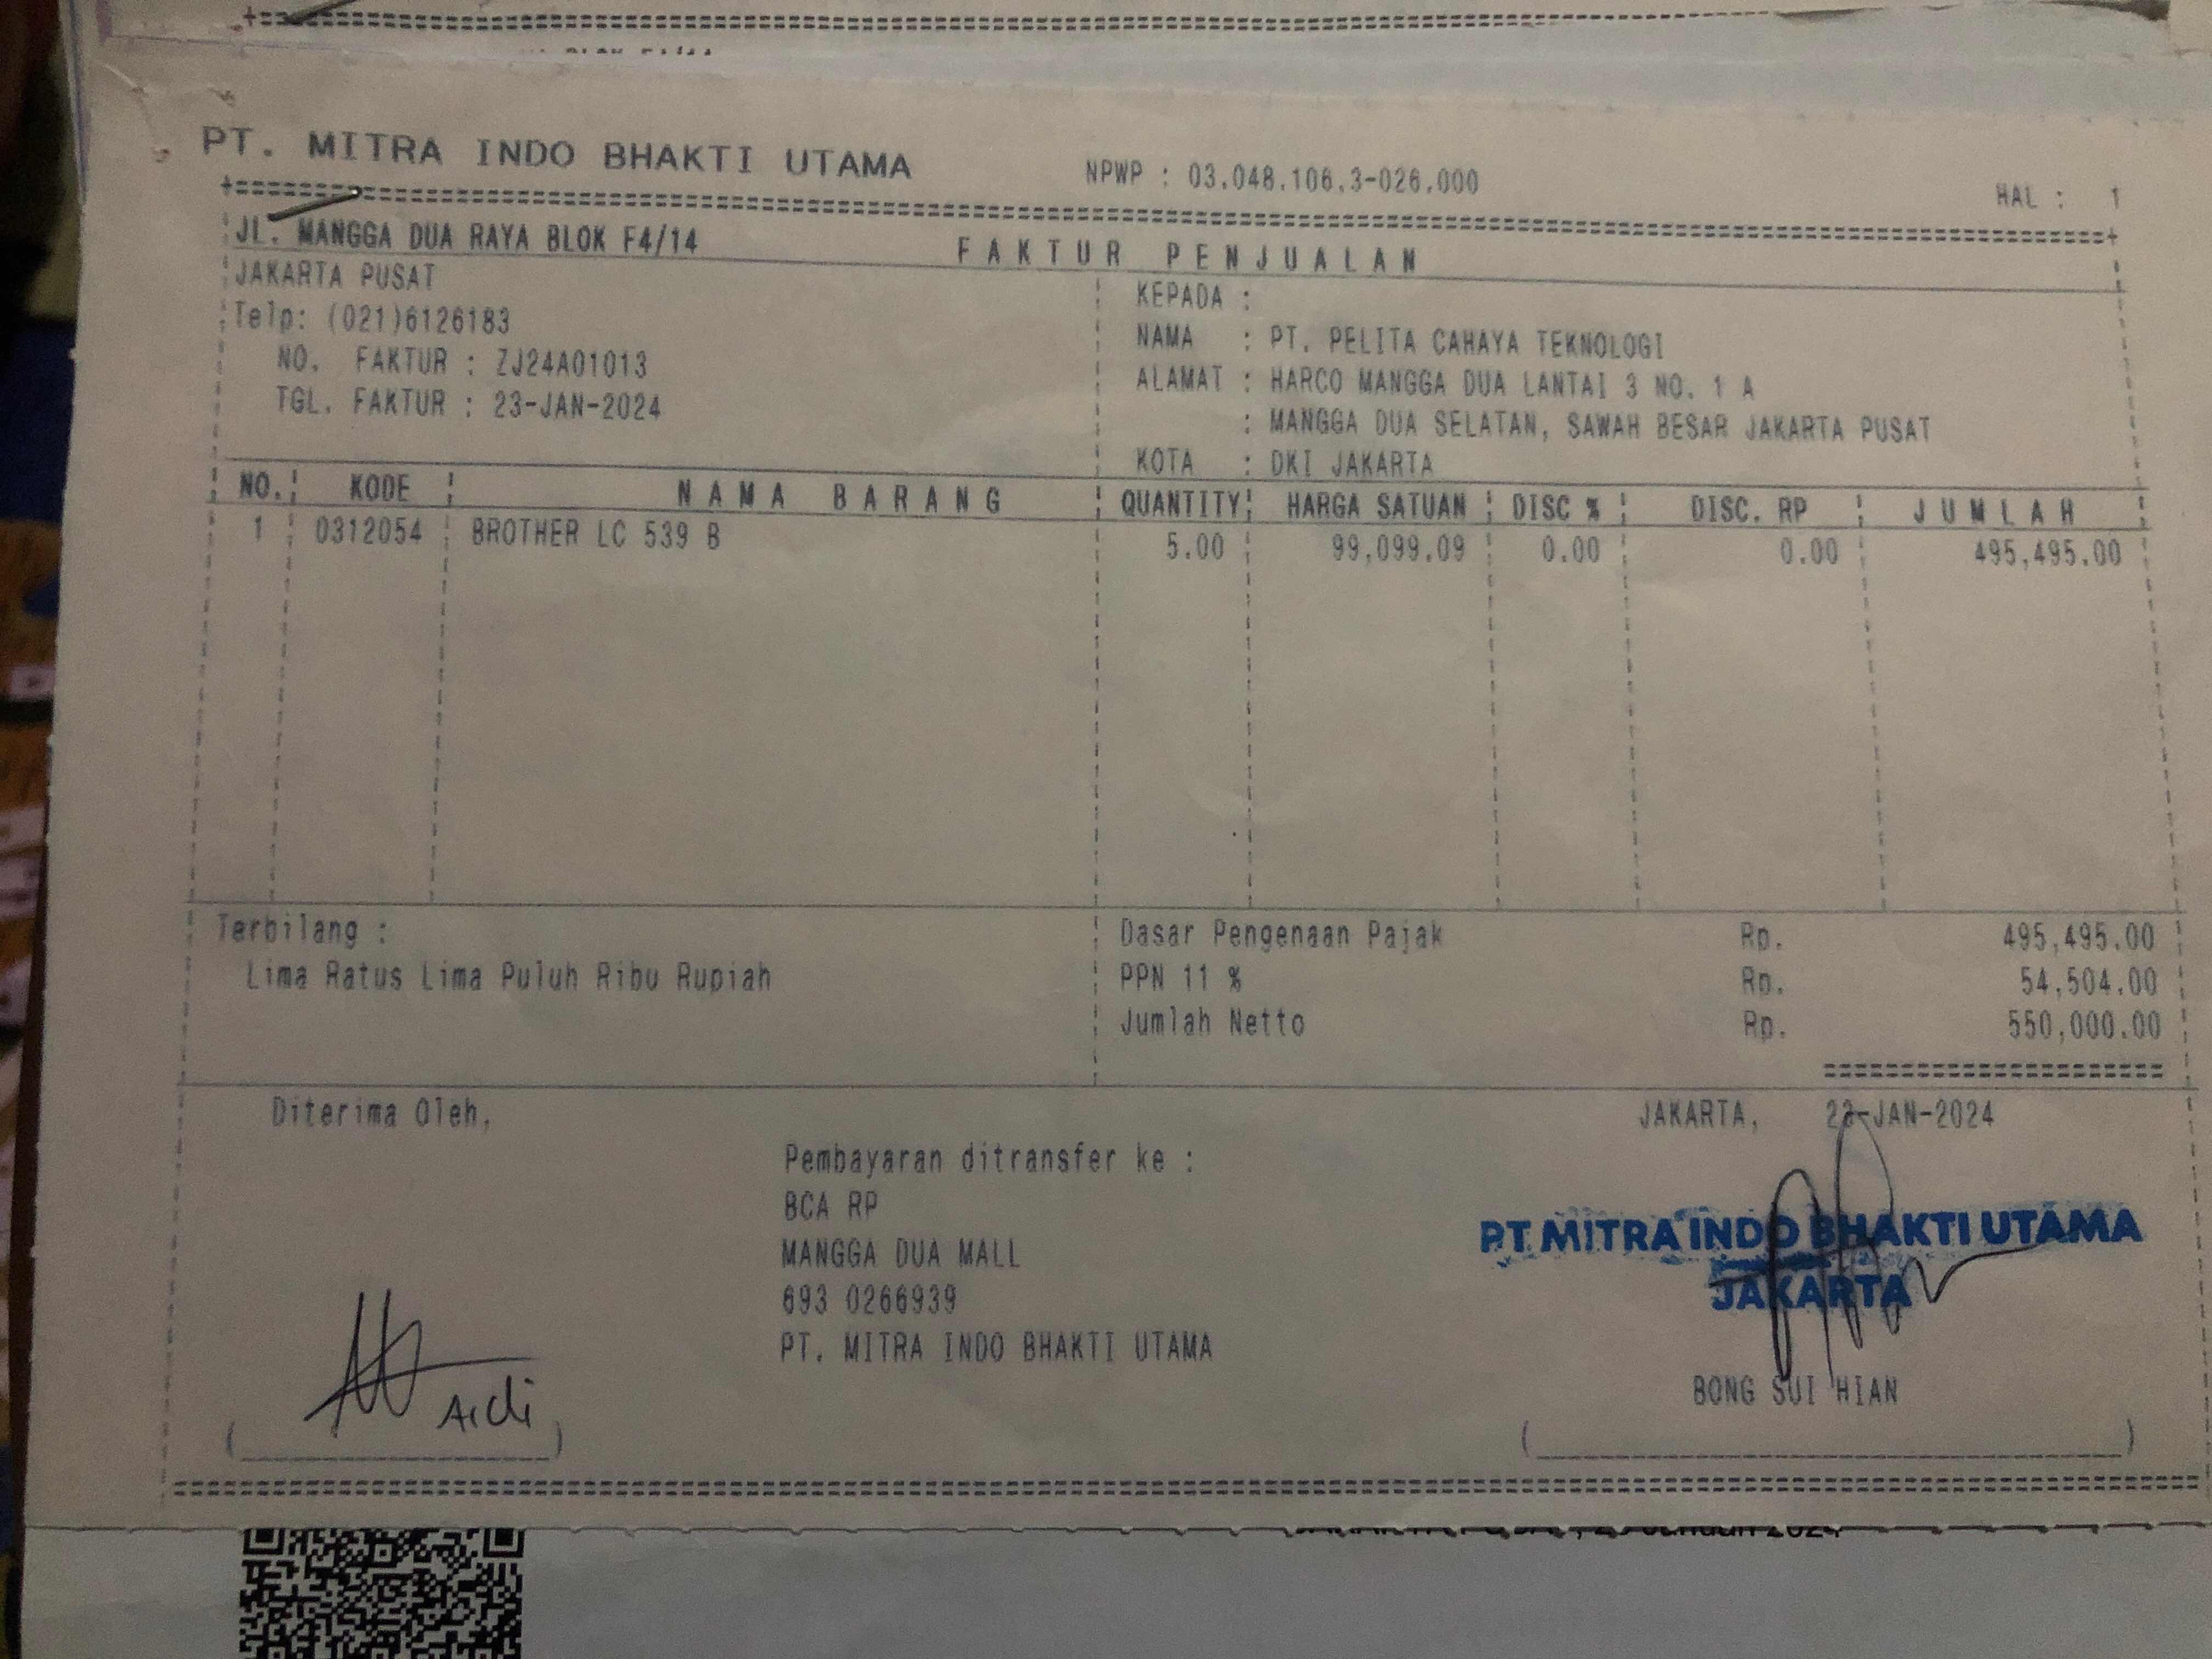 PT. MITRA INDO BHAKTI UTAMA NPWP : 03.048.106.3-026.000 HAL : 1
JL. MANGGA DUA RAYA BLOK F4/14
FAKTUR PENJUALAN
JAKARTA PUSAT
Telp: (021)6126183
NO. FAKTUR : ZJ24A01013
TGL. FAKTUR : 23-JAN-2024
KEPADA :
NAMA : PT. PELITA CAHAYA TEKNOLOGI
ALAMAT : HARCO MANGGA DUA LANTAI 3 NO. 1 A
: MANGGA DUA SELATAN, SAWAH BESAR JAKARTA PUSAT
KOTA : DKI JAKARTA
NO. KODE NAMA BARANG QUANTITY HARGA SATUAN DISC % DISC. RP JUMLAH
1 0312054 BROTHER LC 539 B 5.00 99,099.09 0.00 0.00 495,495.00
Terbilang :
Lima Ratus Lima Puluh Ribu Rupiah
Dasar Pengenaan Pajak Rp. 495,495.00
PPN 11 % Rp. 54,504.00
Jumlah Netto Rp. 550,000.00
Diterima Oleh,
Aldi
Pembayaran ditransfer ke :
BCA RP
MANGGA DUA MALL
693 0266939
PT. MITRA INDO BHAKTI UTAMA
JAKARTA, 23-JAN-2024
PT MITRA INDO BHAKTI UTAMA
JAKARTA
BONG SUI HIAN